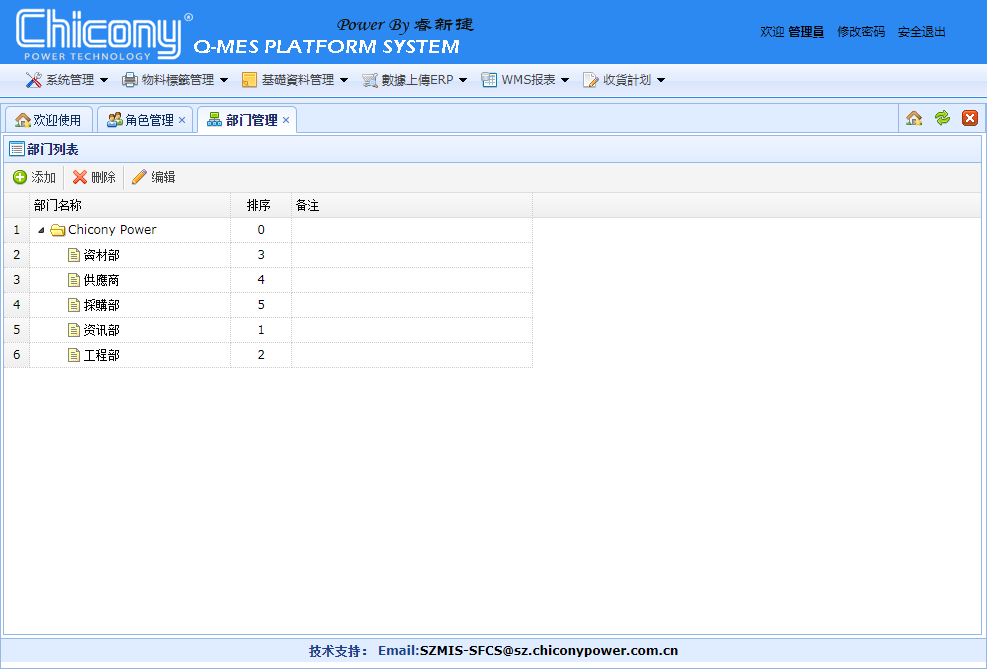 Chicony®
POWER TECHNOLOGY
Power By 睿新捷
Q-MES PLATFORM SYSTEM
欢迎 管理員 修改密码 安全退出
系统管理 物料標籤管理 基礎資料管理 數據上傳ERP WMS报表 收貨計划
欢迎使用 角色管理 × 部门管理 ×
部门列表
添加 删除 编辑
部门名称 排序 备注
1 Chicony Power 0
2 资材部 3
3 供應商 4
4 採購部 5
5 资讯部 1
6 工程部 2
技术支持： Email:SZMIS-SFCS@sz.chiconypower.com.cn